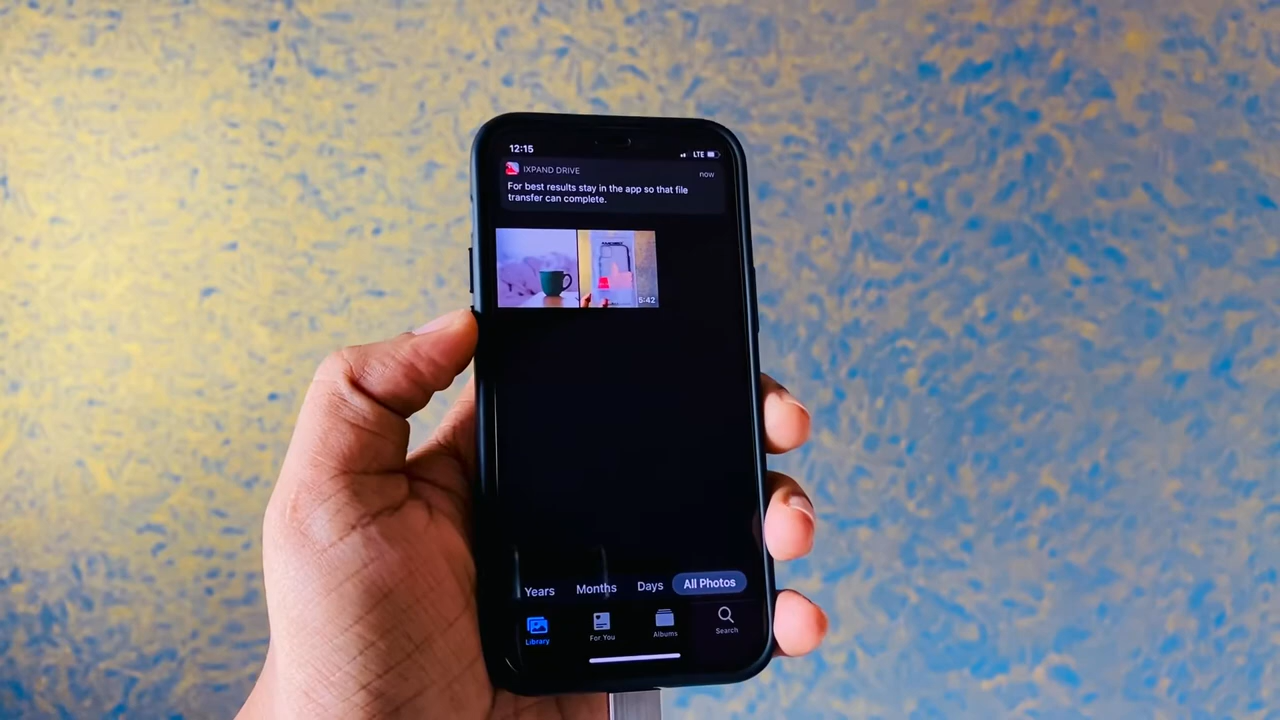 12:15
LTE
IXPAND DRIVE
now
For best results stay in the app so that file
transfer can complete.
5:42
Years Months Days All Photos
Library For You Albums Search